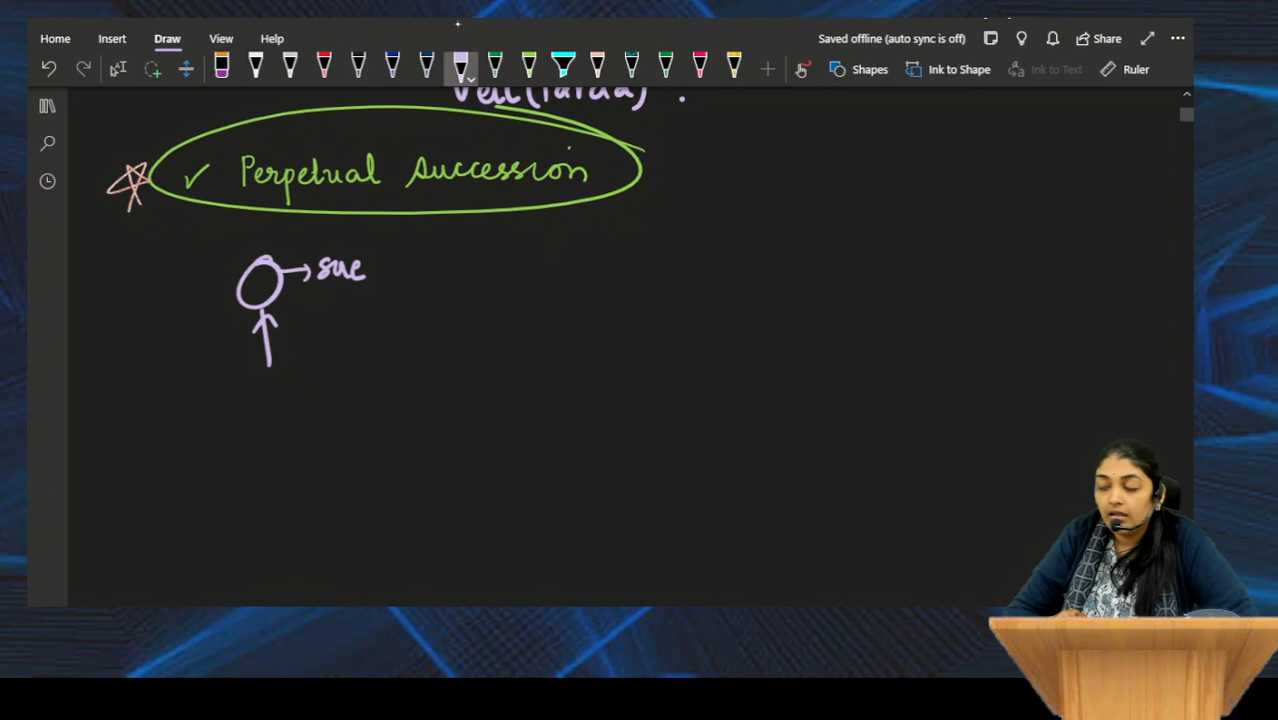 Home Insert Draw View Help Saved offline (auto sync is off) Share
Shapes Ink to Shape Ink to Text Ruler
✓ Perpetual succession
suc